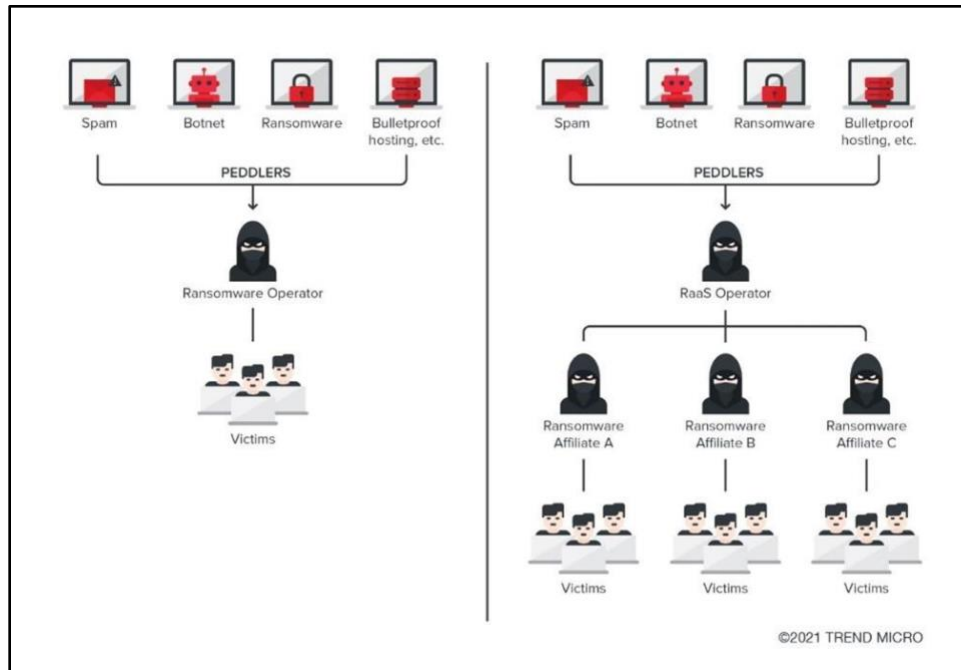 Spam
Botnet
Ransomware
Bulletproof
hosting, etc.
PEDDLERS
Ransomware Operator
Victims
Spam
Botnet
Ransomware
Bulletproof
hosting, etc.
PEDDLERS
RaaS Operator
Ransomware
Affiliate A
Ransomware
Affiliate B
Ransomware
Affiliate C
Victims
Victims
Victims
©2021 TREND MICRO